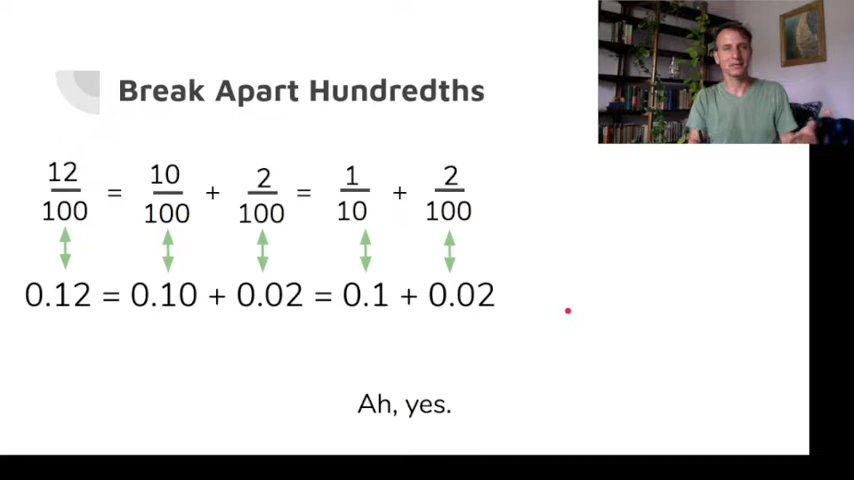 Break Apart Hundredths
12/100 = 10/100 + 2/100 = 1/10 + 2/100
0.12 = 0.10 + 0.02 = 0.1 + 0.02
Ah, yes.